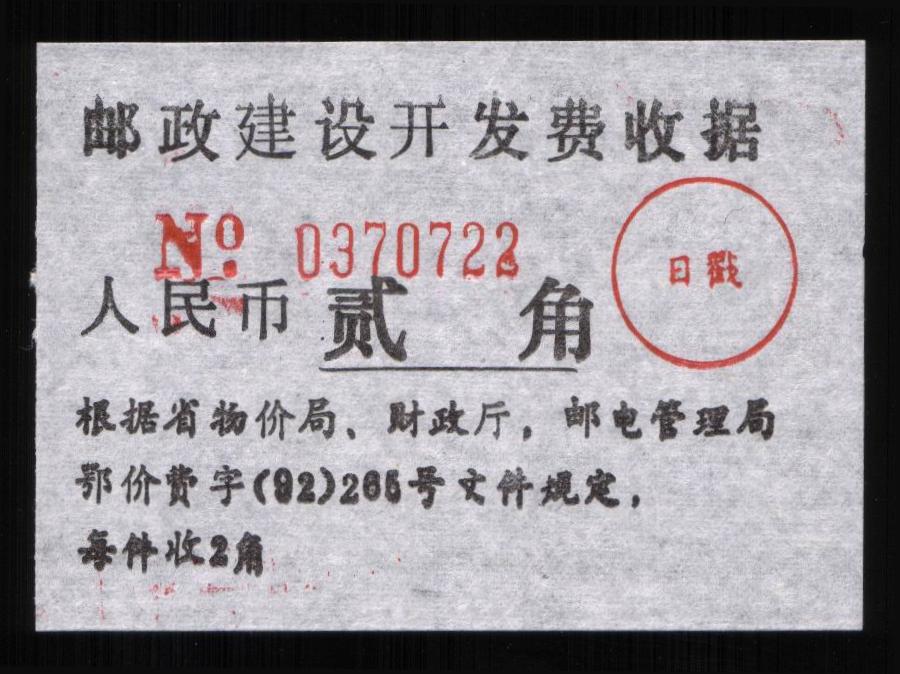 邮政建设开发费收据
No 0370722
日戳
人民币 贰 角
根据省物价局、财政厅，邮电管理局
鄂价费字(92)265号文件规定，
每件收2角